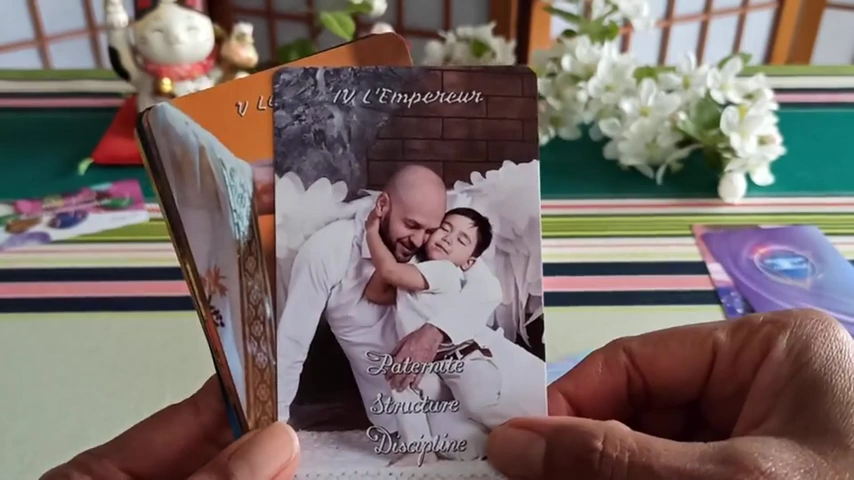 V
IV L'Empereur
Paternité
Structure
Discipline